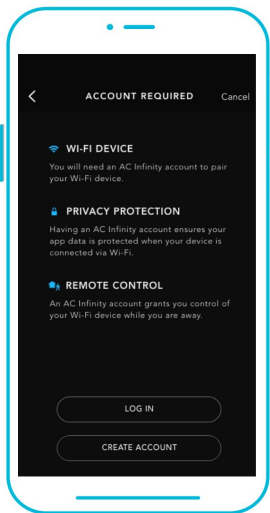 ACCOUNT REQUIRED Cancel
WI-FI DEVICE
You will need an AC Infinity account to pair
your Wi-Fi device.
PRIVACY PROTECTION
Having an AC Infinity account ensures your
app data is protected when your device is
connected via Wi-Fi.
REMOTE CONTROL
An AC Infinity account grants you control of
your Wi-Fi device while you are away.
LOG IN
CREATE ACCOUNT